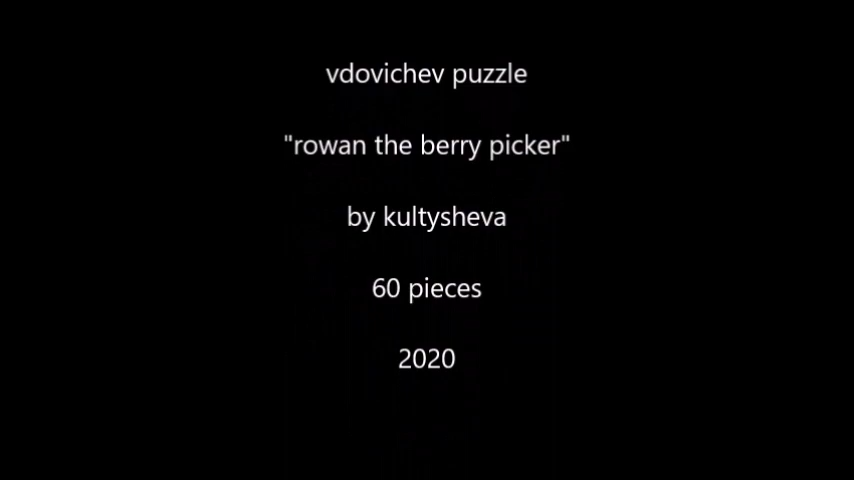 vdovichev puzzle
"rowan the berry picker"
by kultysheva
60 pieces
2020